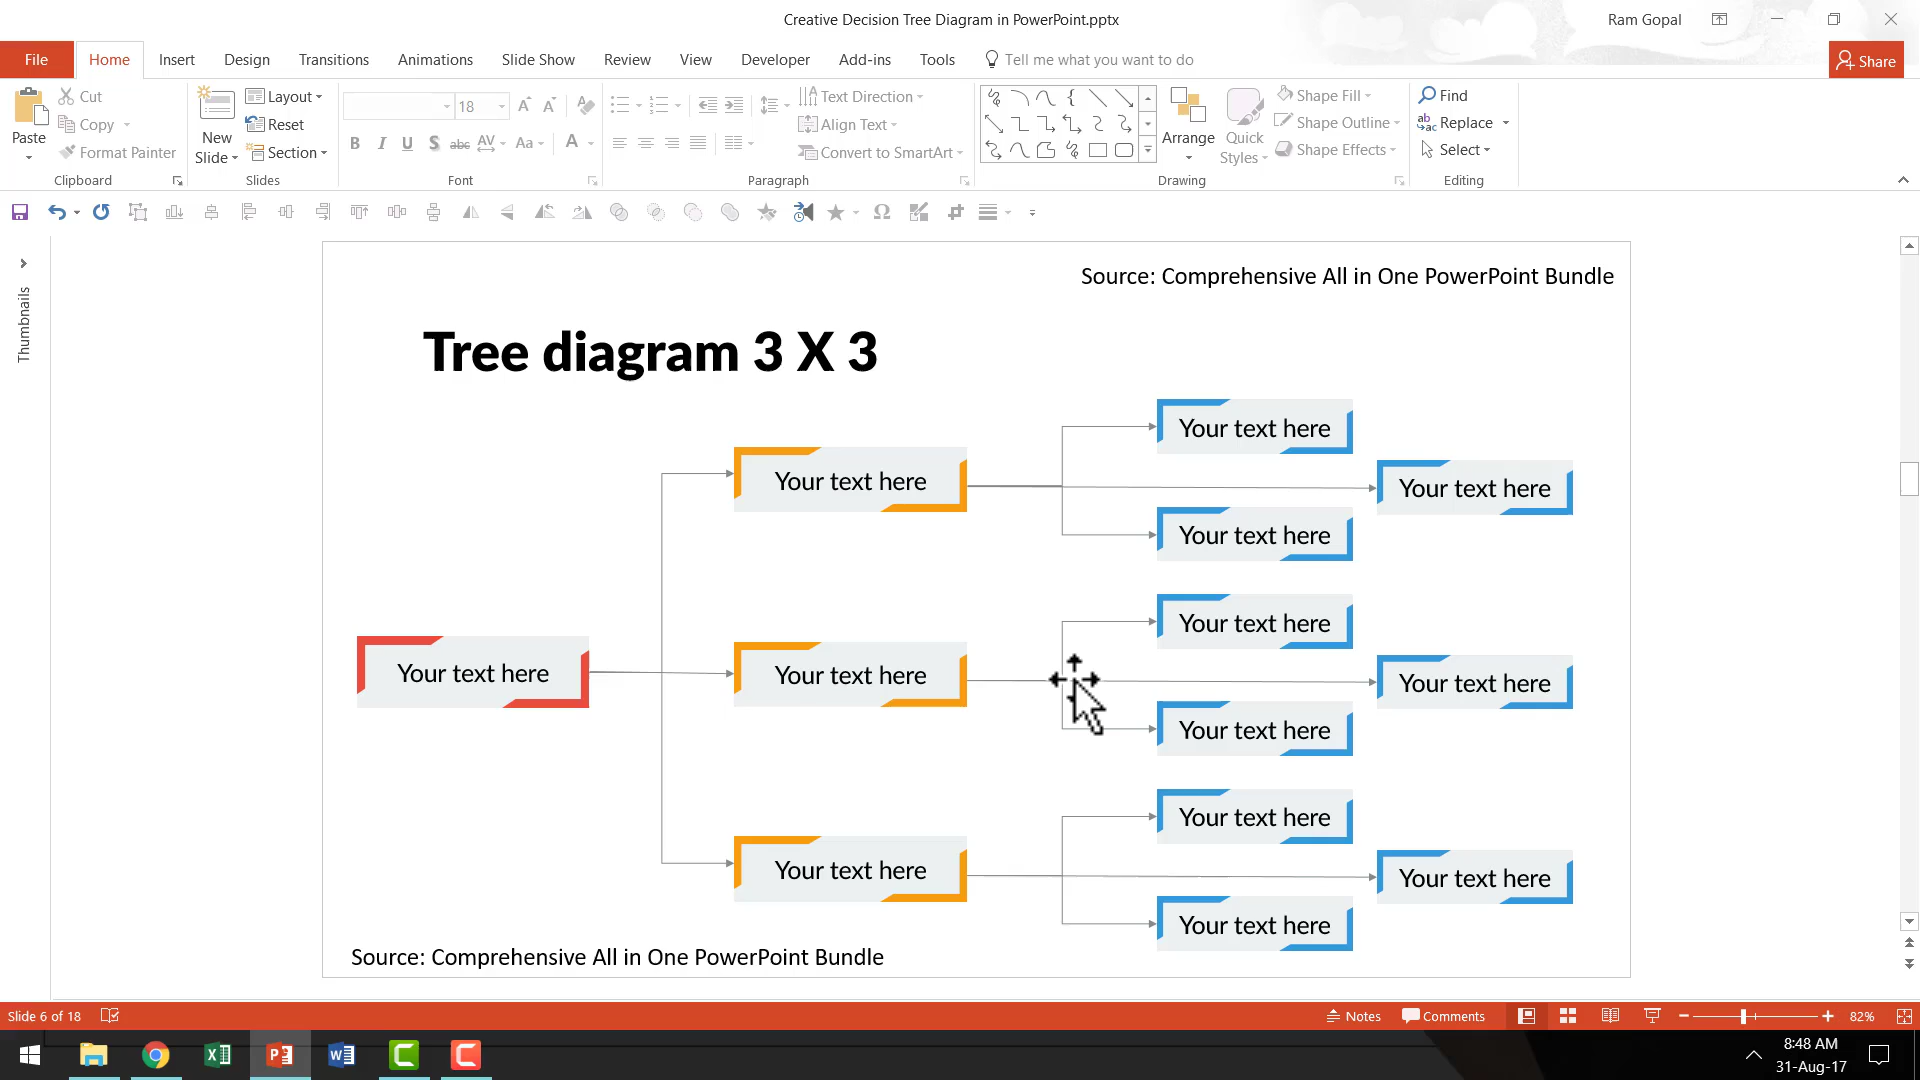 Creative Decision Tree Diagram in PowerPoint.pptx
Ram Gopal
File Home Insert Design Transitions Animations Slide Show Review View Developer Add-ins Tools Tell me what you want to do
Share
Paste
Cut
Copy
Format Painter
Clipboard
New
Slide
Layout
Reset
Section
Slides
18
B I U S abc AV Aa A
Font
Text Direction
Align Text
Convert to SmartArt
Paragraph
Arrange
Quick
Styles
Shape Fill
Shape Outline
Shape Effects
Drawing
Find
Replace
Select
Editing
Thumbnails
Source: Comprehensive All in One PowerPoint Bundle
Tree diagram 3 X 3
Your text here
Your text here
Your text here
Your text here
Your text here
Your text here
Your text here
Your text here
Your text here
Your text here
Your text here
Your text here
Your text here
Source: Comprehensive All in One PowerPoint Bundle
Slide 6 of 18
Notes
Comments
82%
8:48 AM
31-Aug-17